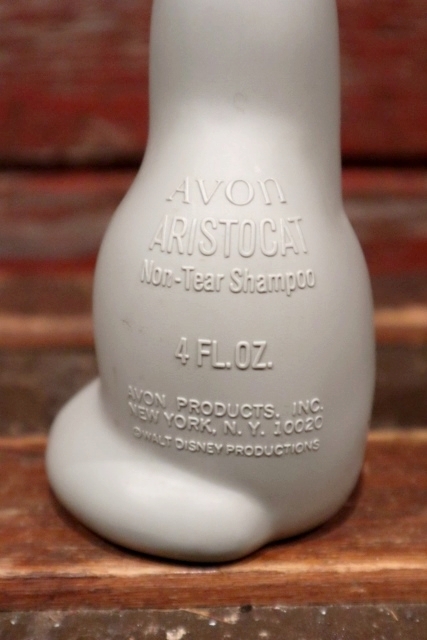 AVON
ARISTOCAT
Non-Tear Shampoo
4 FL.OZ.
AVON PRODUCTS. INC.
NEW YORK, N.Y. 10020
©WALT DISNEY PRODUCTIONS